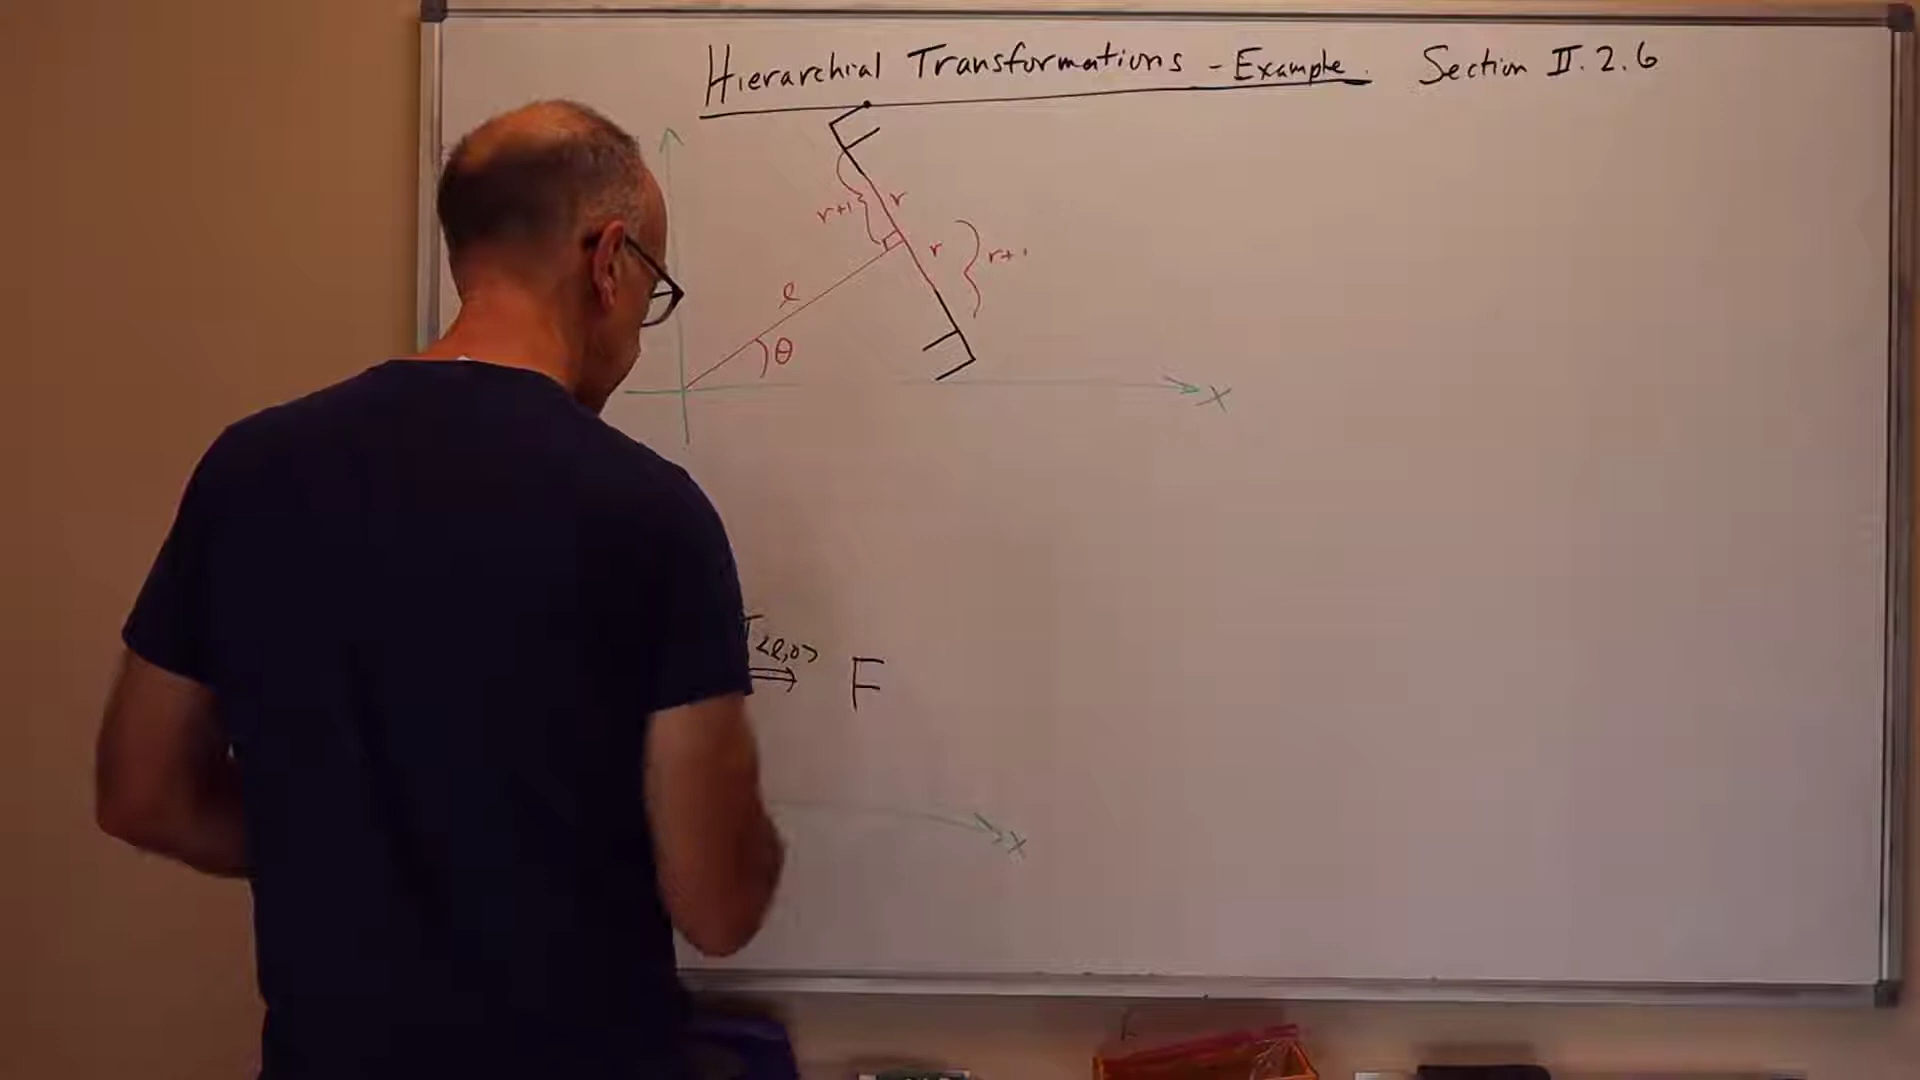 Hierarchial Transformations - Example. Section II.2.6
r+1 r
r r+1
l
θ
x
T<l,0>
⇒ F
x